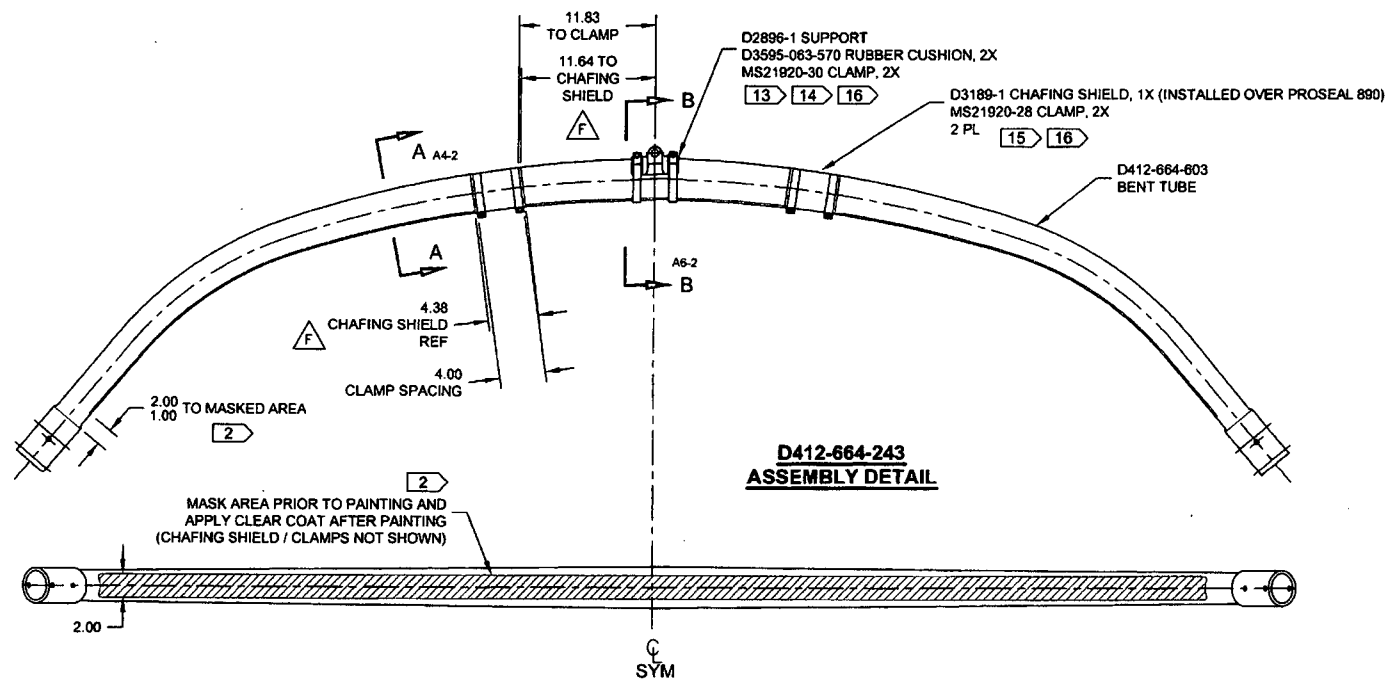 11.83
TO CLAMP
11.64 TO
CHAFING
SHIELD
F
B
D2896-1 SUPPORT
D3595-063-570 RUBBER CUSHION, 2X
MS21920-30 CLAMP, 2X
13 14 16
D3189-1 CHAFING SHIELD, 1X (INSTALLED OVER PROSEAL 890)
MS21920-28 CLAMP, 2X
2 PL 15 16
A A4-2
D412-664-603
BENT TUBE
A
A6-2
B
4.38
CHAFING SHIELD
REF
F
4.00
CLAMP SPACING
2.00
1.00 TO MASKED AREA
2
D412-664-243
ASSEMBLY DETAIL
2
MASK AREA PRIOR TO PAINTING AND
APPLY CLEAR COAT AFTER PAINTING
(CHAFING SHIELD / CLAMPS NOT SHOWN)
2.00
CL
SYM